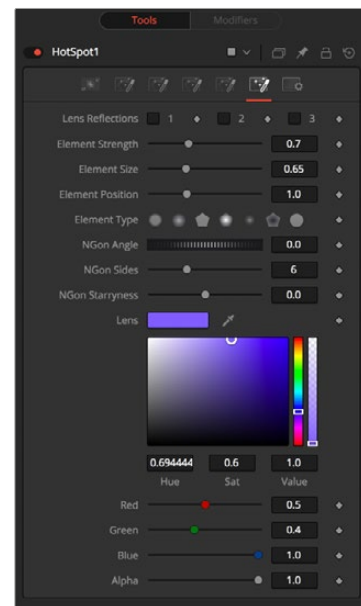 Tools Modifiers
HotSpot1
Lens Reflections 1 2 3
Element Strength 0.7
Element Size 0.65
Element Position 1.0
Element Type
NGon Angle 0.0
NGon Sides 6
NGon Starryness 0.0
Lens
0.694444 0.6 1.0
Hue Sat Value
Red 0.5
Green 0.4
Blue 1.0
Alpha 1.0